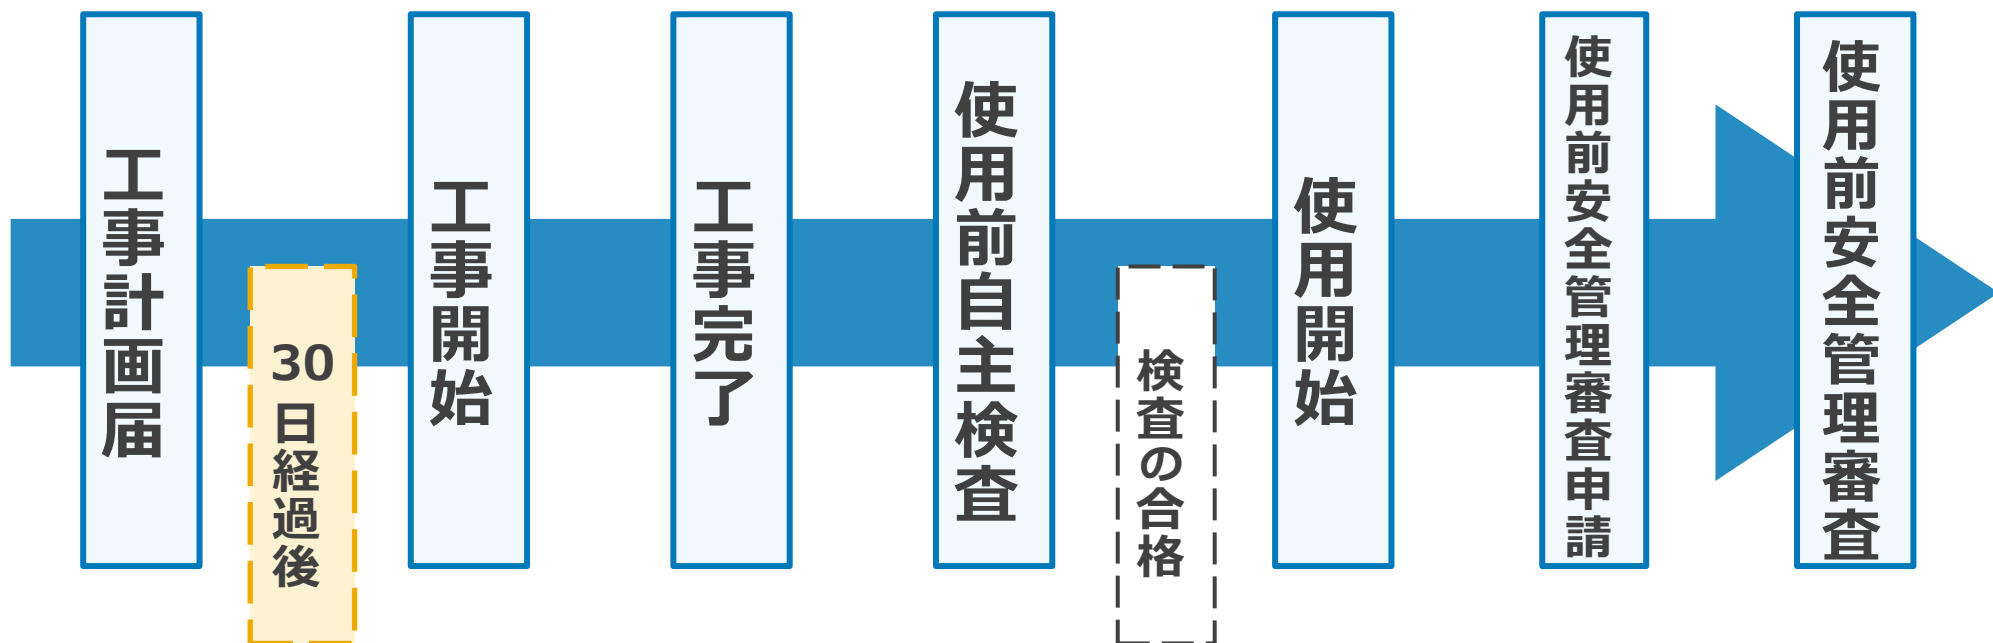 工事計画届
30日経過後
工事開始
工事完了
使用前自主検査
検査の合格
使用開始
使用前安全管理審査申請
使用前安全管理審査